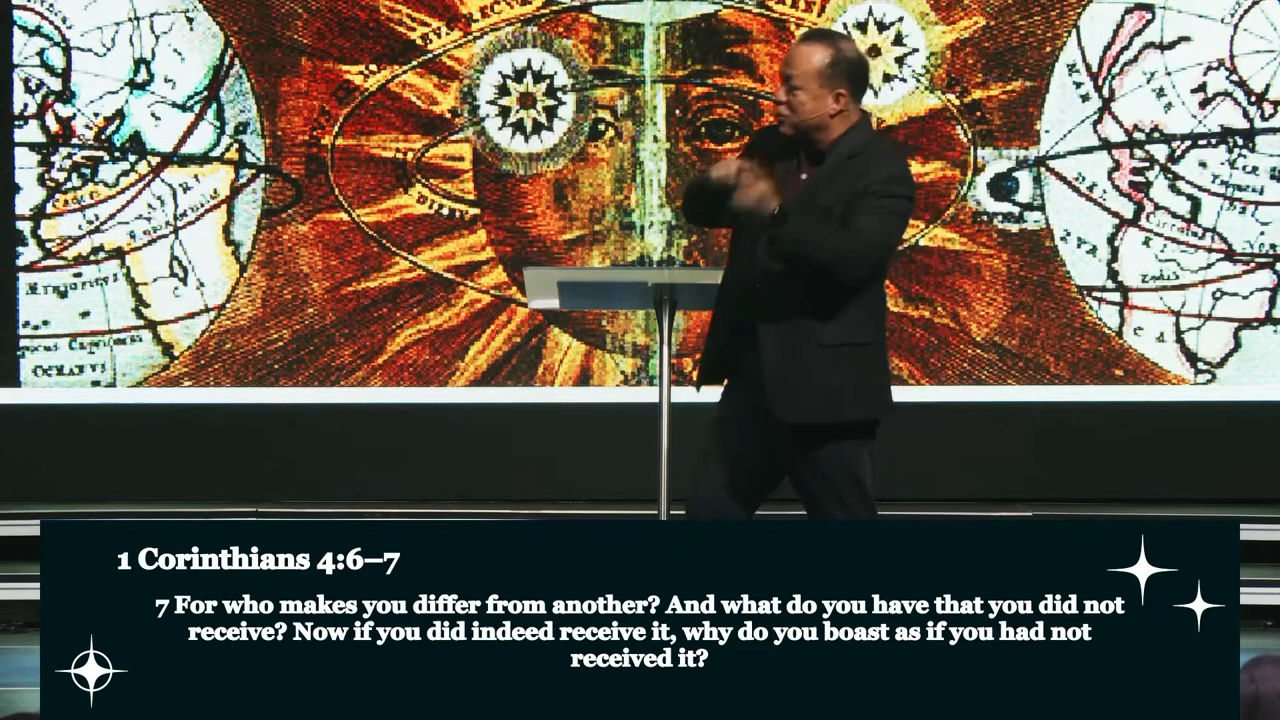 1 Corinthians 4:6–7
7 For who makes you differ from another? And what do you have that you did not
receive? Now if you did indeed receive it, why do you boast as if you had not
received it?